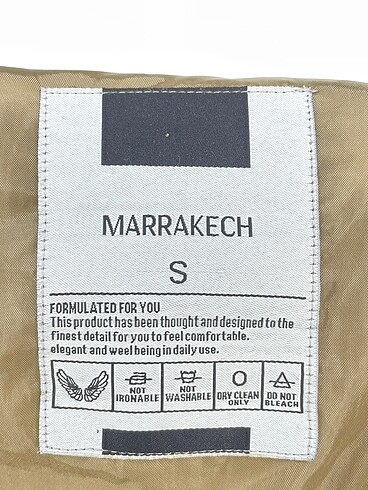 MARRAKECH
S
FORMULATED FOR YOU
This product has been thought and designed to the
finest detail for you to feel comfortable.
elegant and weel being in daily use.
NOT IRONABLE
NOT WASHABLE
DRY CLEAN ONLY
DO NOT BLEACH